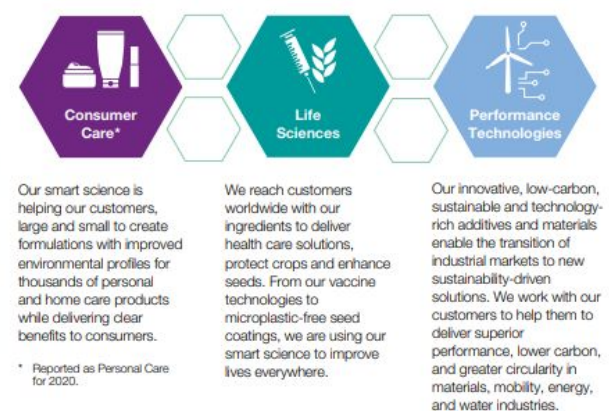 Consumer
Care*
Life
Sciences
Performance
Technologies
Our smart science is
helping our customers,
large and small to create
formulations with improved
environmental profiles for
thousands of personal
and home care products
while delivering clear
benefits to consumers.
* Reported as Personal Care
for 2020.
We reach customers
worldwide with our
ingredients to deliver
health care solutions,
protect crops and enhance
seeds. From our vaccine
technologies to
microplastic-free seed
coatings, we are using our
smart science to improve
lives everywhere.
Our innovative, low-carbon,
sustainable and technology-
rich additives and materials
enable the transition of
industrial markets to new
sustainability-driven
solutions. We work with our
customers to help them to
deliver superior
performance, lower carbon,
and greater circularity in
materials, mobility, energy,
and water industries.